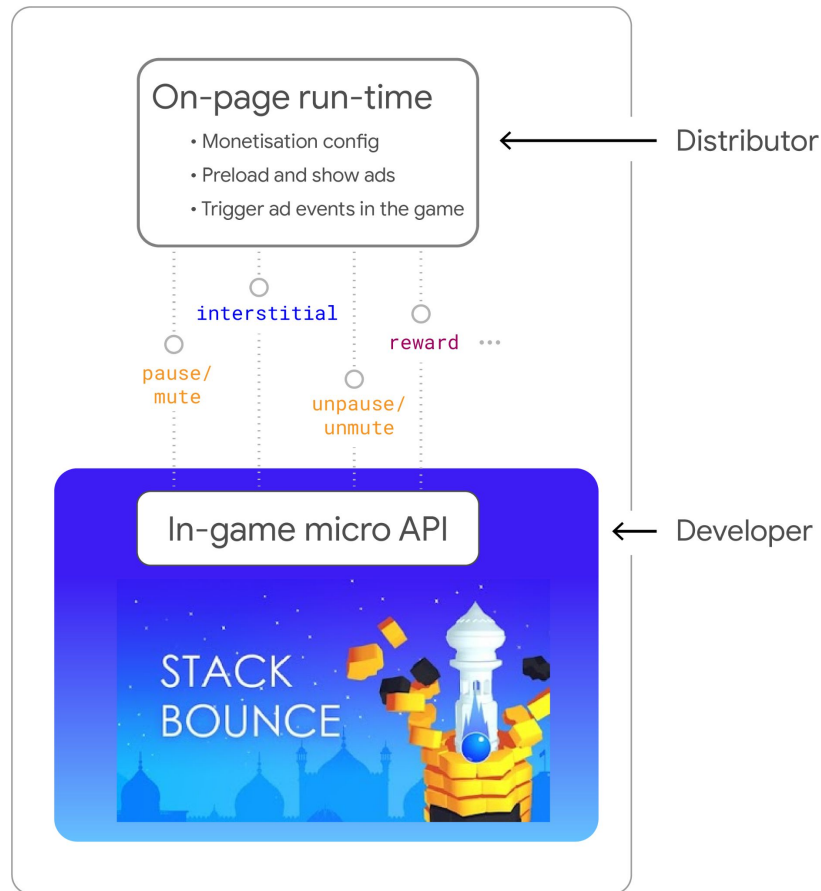 On-page run-time
• Monetisation config
• Preload and show ads
• Trigger ad events in the game
Distributor
interstitial
reward •••
pause/
mute
unpause/
unmute
In-game micro API
Developer
STACK
BOUNCE